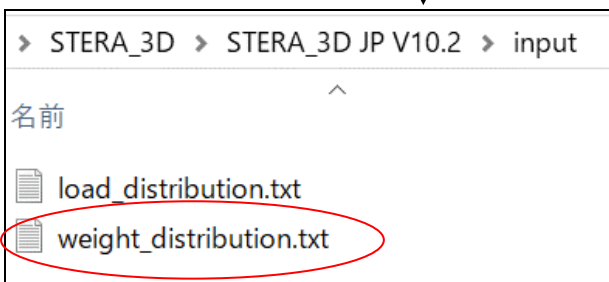 > STERA_3D > STERA_3D JP V10.2 > input
名前
load_distribution.txt
weight_distribution.txt